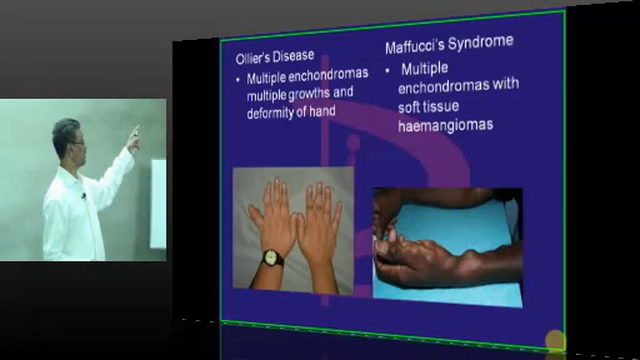 Ollier's Disease
• Multiple enchondromas
multiple growths and
deformity of hand
Maffucci's Syndrome
• Multiple
enchondromas with
soft tissue
haemangiomas